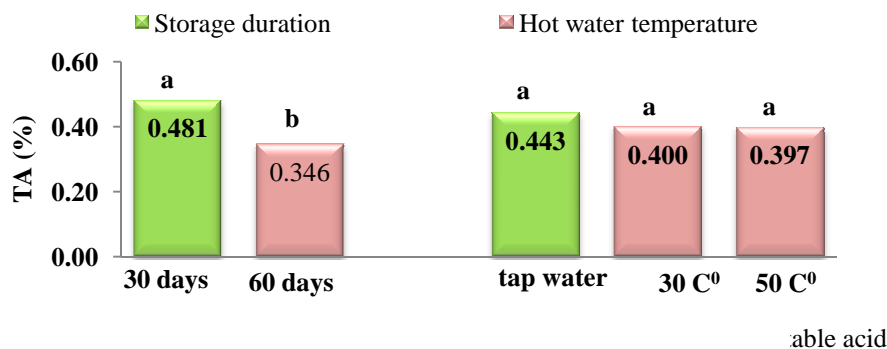 Storage duration Hot water temperature
0.60
0.40
0.20
0.00
TA (%)
a
0.481
b
0.346
a
0.443
a
0.400
a
0.397
30 days 60 days tap water 30 C⁰ 50 C⁰
table acid